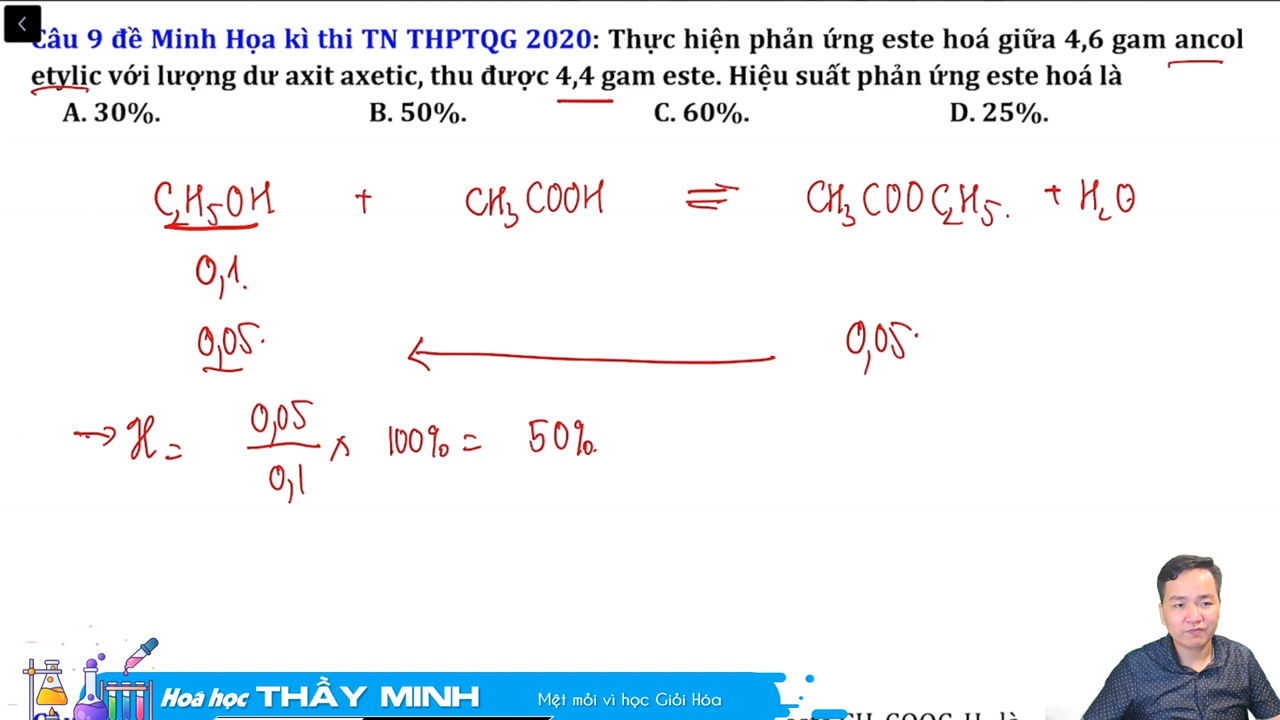 Câu 9 đề Minh Họa kì thi TN THPTQG 2020: Thực hiện phản ứng este hoá giữa 4,6 gam ancol
etylic với lượng dư axit axetic, thu được 4,4 gam este. Hiệu suất phản ứng este hoá là
A. 30%. B. 50%. C. 60%. D. 25%.
C₂H₅OH + CH₃COOH ⇌ CH₃COOC₂H₅. + H₂O
0,1.
0,05. ← 0,05.
→ H = 0,05/0,1 × 100% = 50%.
Hoá học THẦY MINH
Mệt mỏi vì học Giỏi Hóa